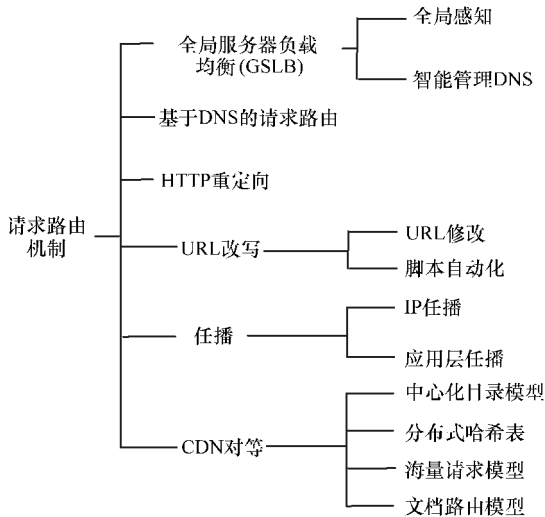 请求路由
机制
全局服务器负载
均衡(GSLB)
全局感知
智能管理DNS
基于DNS的请求路由
HTTP重定向
URL改写
URL修改
脚本自动化
任播
IP任播
应用层任播
CDN对等
中心化目录模型
分布式哈希表
海量请求模型
文档路由模型